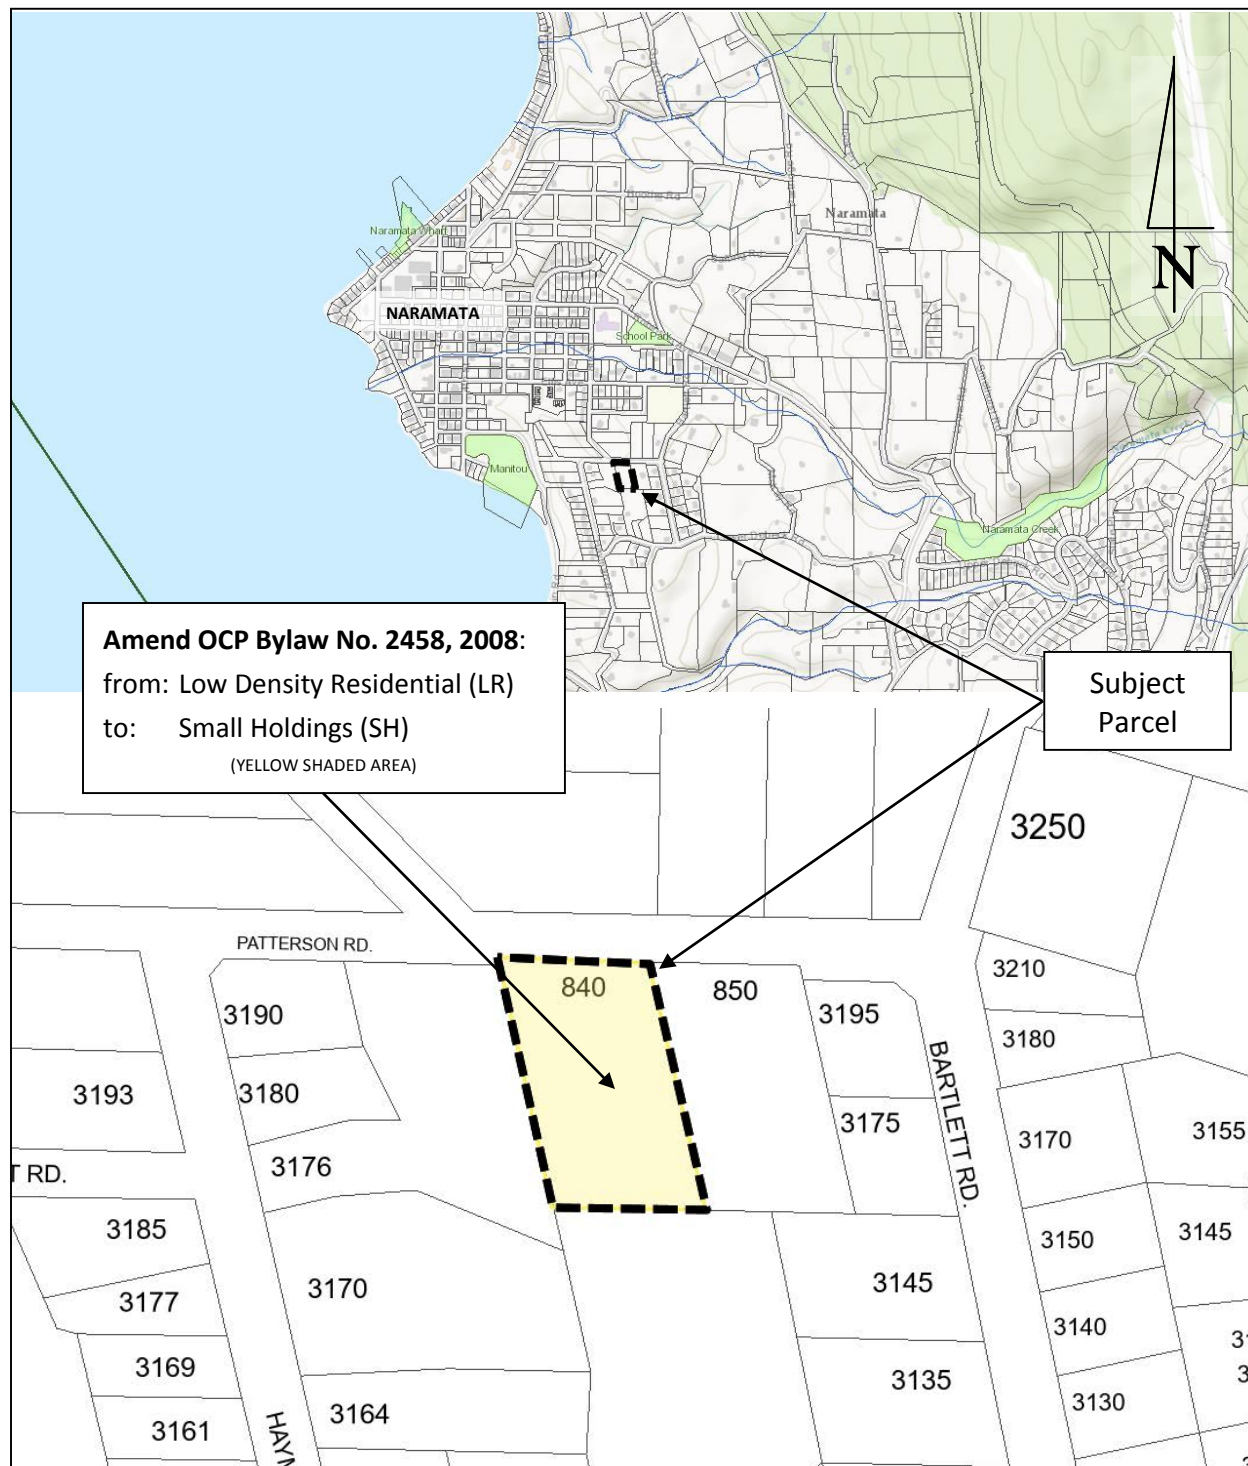 Naramata
N
Naramata Wharf
NARAMATA
School Park
Manitou
Naramata Creek
Naramata Creek
Amend OCP Bylaw No. 2458, 2008:
from: Low Density Residential (LR)
to: Small Holdings (SH)
(YELLOW SHADED AREA)
Subject
Parcel
3250
PATTERSON RD.
3210
840
850
3190
3195
3180
3193
3180
3175
BARTLETT RD.
3170
3155
3176
T RD.
3185
3150
3145
3170
3145
3177
3140
3169
3135
3130
3164
3161
HAYN